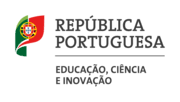 REPÚBLICA
PORTUGUESA
EDUCAÇÃO, CIÊNCIA
E INOVAÇÃO